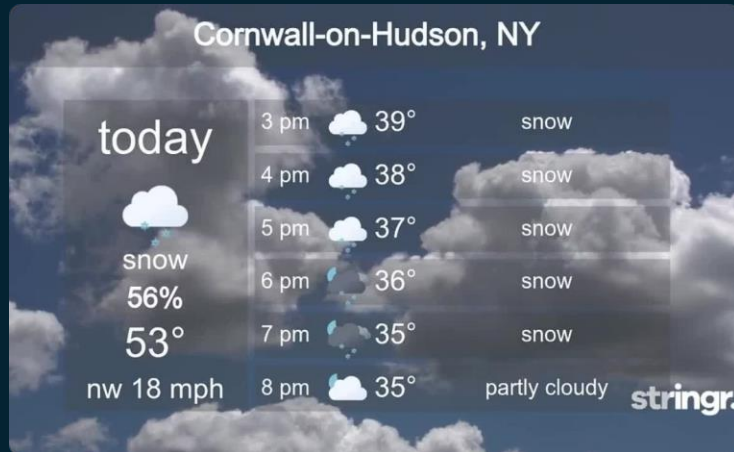 Cornwall-on-Hudson, NY
today
snow
56%
53°
nw 18 mph
3 pm 39° snow
4 pm 38° snow
5 pm 37° snow
6 pm 36° snow
7 pm 35° snow
8 pm 35° partly cloudy
stringr.